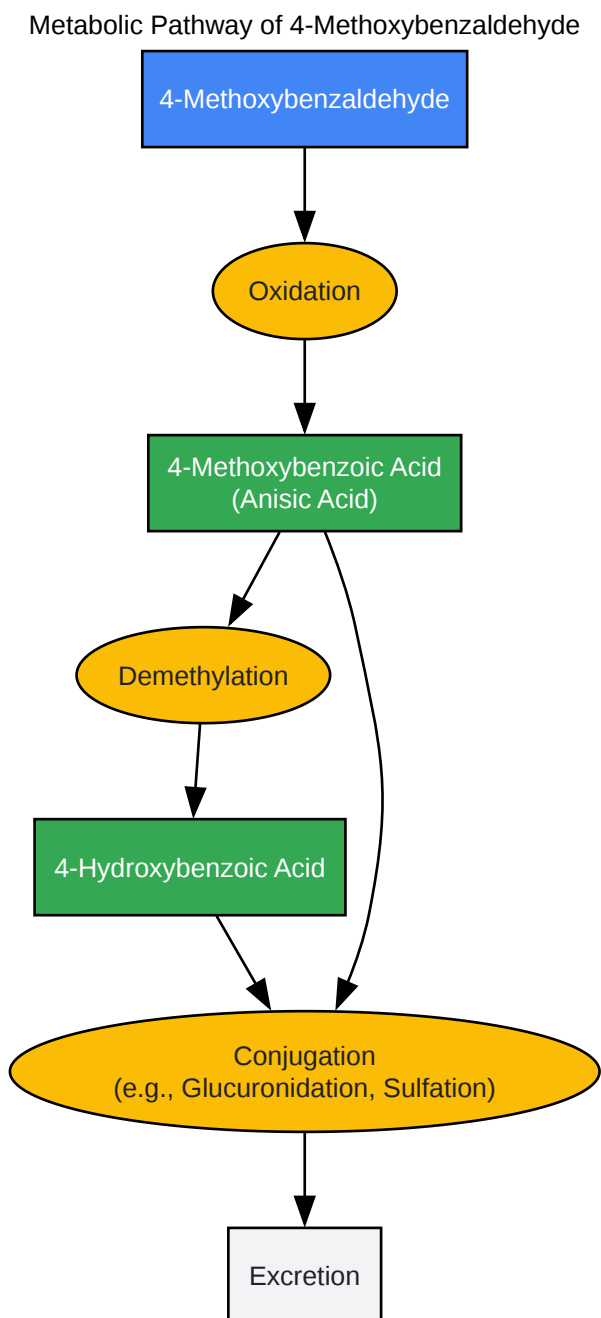 Metabolic Pathway of 4-Methoxybenzaldehyde
4-Methoxybenzaldehyde
Oxidation
4-Methoxybenzoic Acid
(Anisic Acid)
Demethylation
4-Hydroxybenzoic Acid
Conjugation
(e.g., Glucuronidation, Sulfation)
Excretion